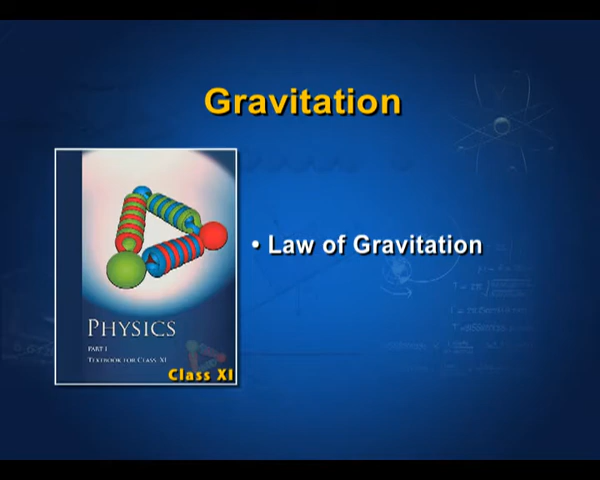 Gravitation
• Law of Gravitation
PHYSICS
PART I
TEXTBOOK FOR CLASS XI
Class XI